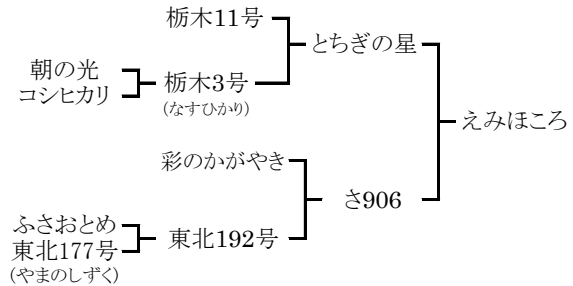 栃木11号
とちぎの星
朝の光
コシヒカリ
栃木3号
(なすひかり)
えみほころ
彩のかがやき
さ906
ふさおとめ
東北177号
(やまのしずく)
東北192号